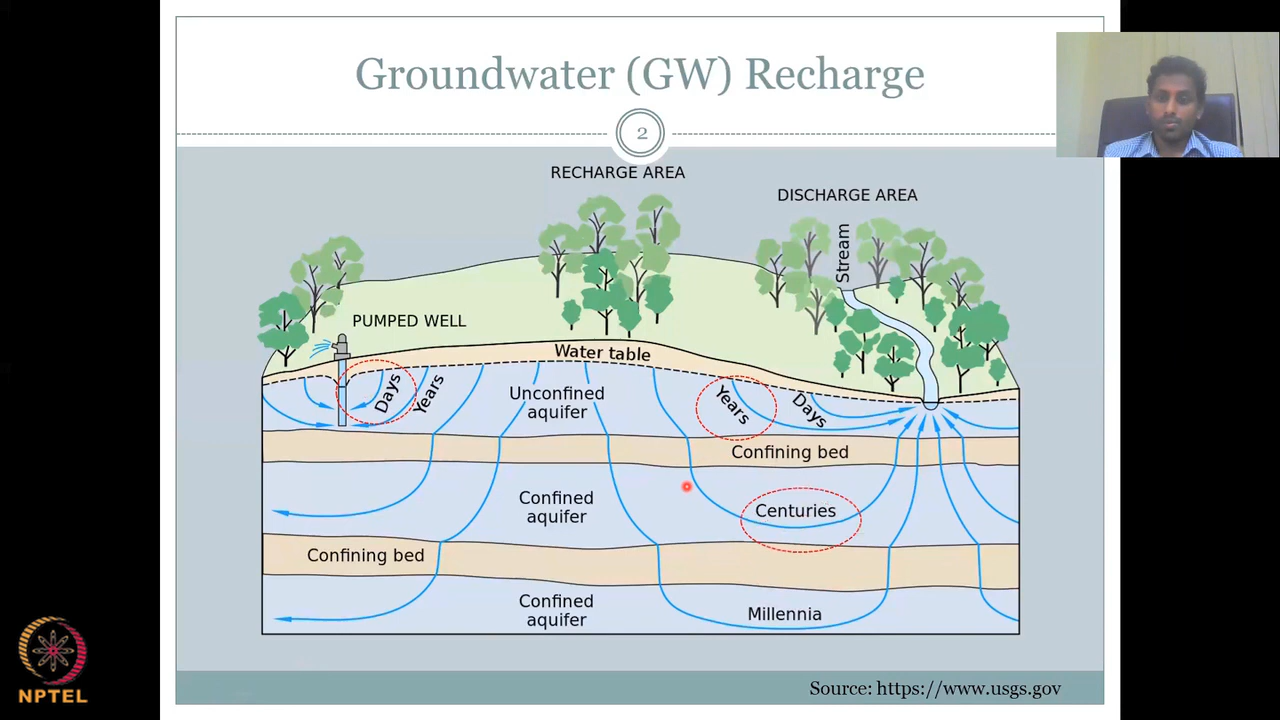 Groundwater (GW) Recharge
2
RECHARGE AREA
DISCHARGE AREA
Stream
PUMPED WELL
Water table
Days
Years
Unconfined
aquifer
Years
Days
Confining bed
Confined
aquifer
Centuries
Confining bed
Confined
aquifer
Millennia
Source: https://www.usgs.gov
NPTEL